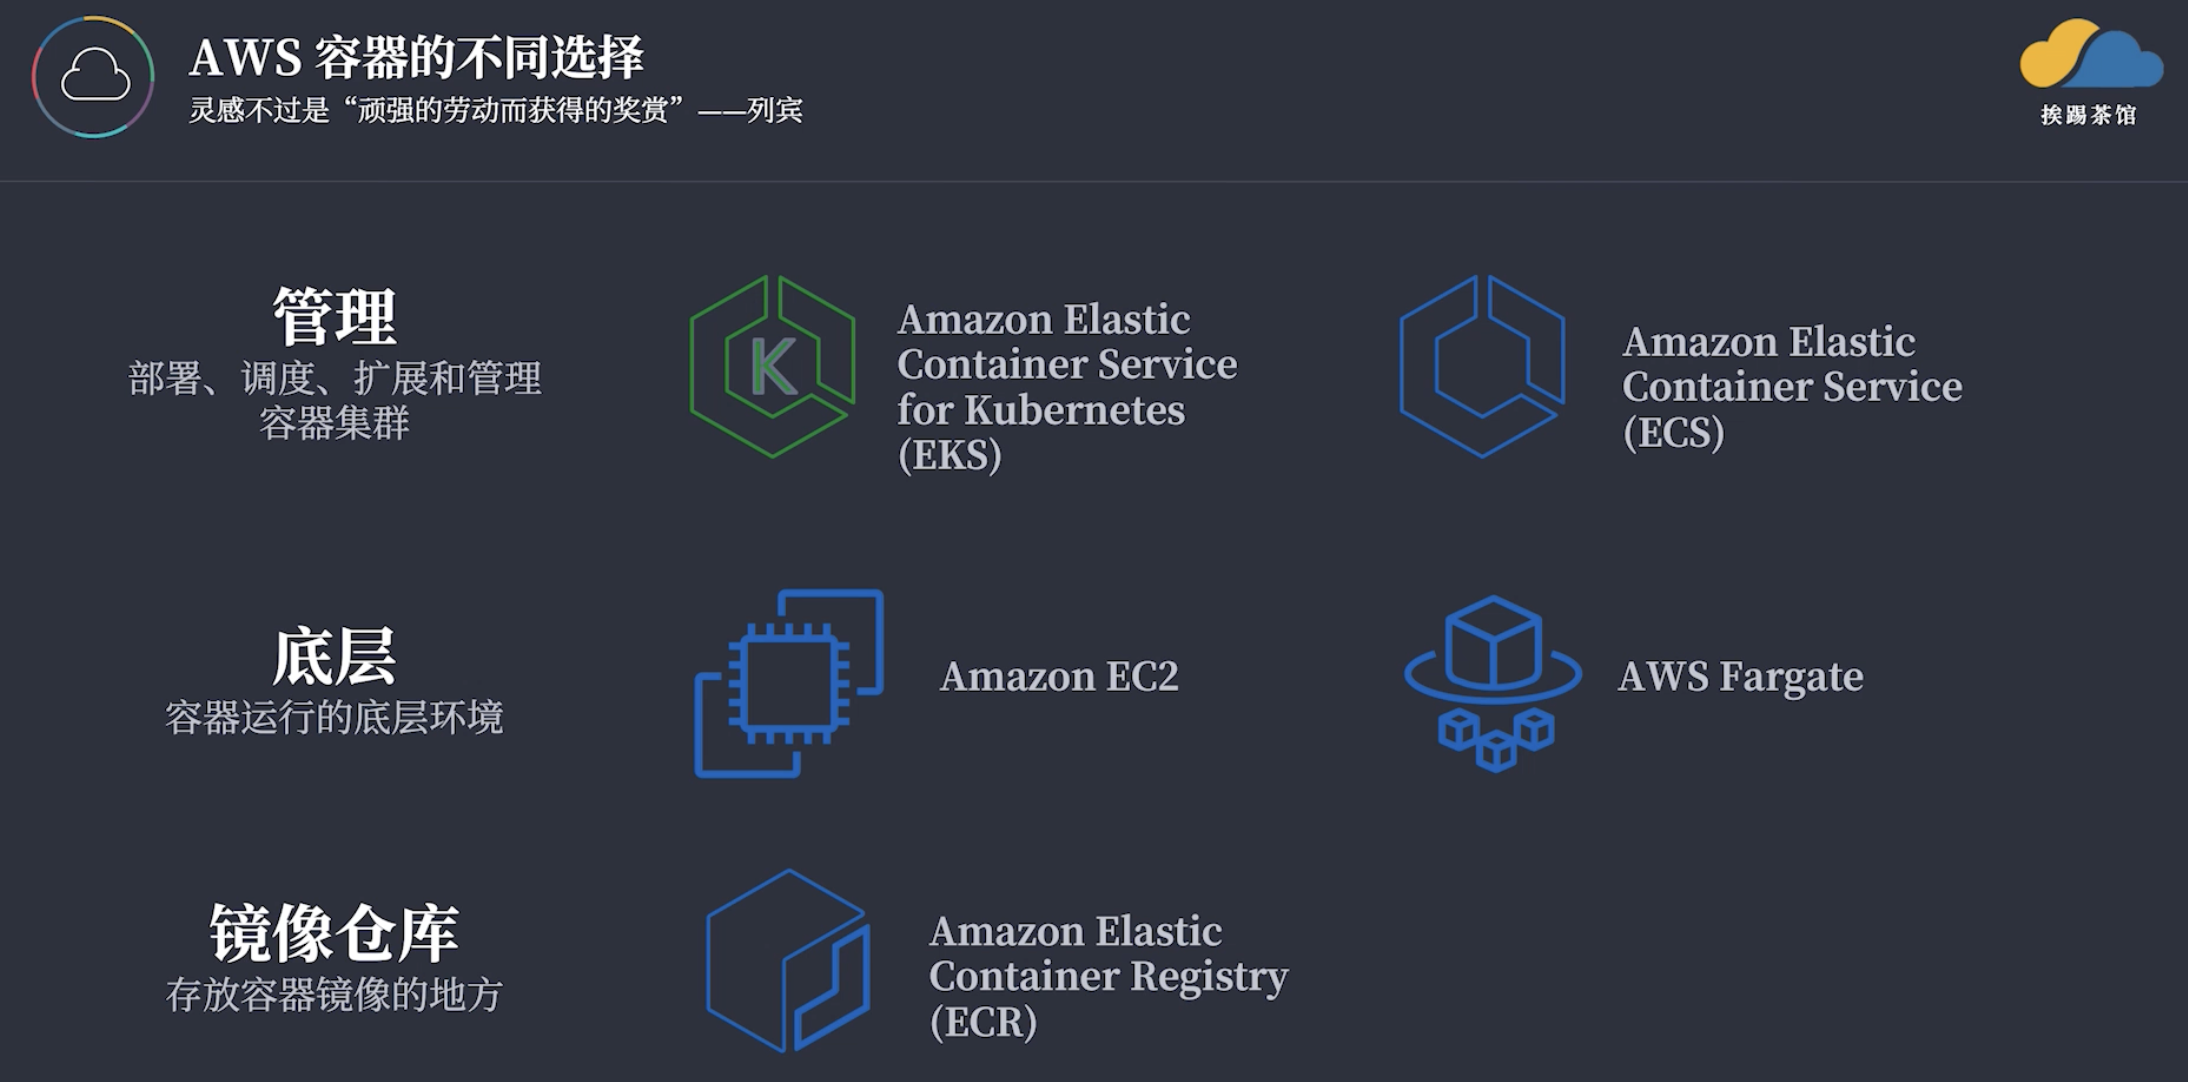 AWS 容器的不同选择
灵感不过是“顽强的劳动而获得的奖赏”——列宾
挨踢茶馆
管理
部署、调度、扩展和管理
容器集群
K
Amazon Elastic
Container Service
for Kubernetes
(EKS)
Amazon Elastic
Container Service
(ECS)
底层
容器运行的底层环境
Amazon EC2
AWS Fargate
镜像仓库
存放容器镜像的地方
Amazon Elastic
Container Registry
(ECR)